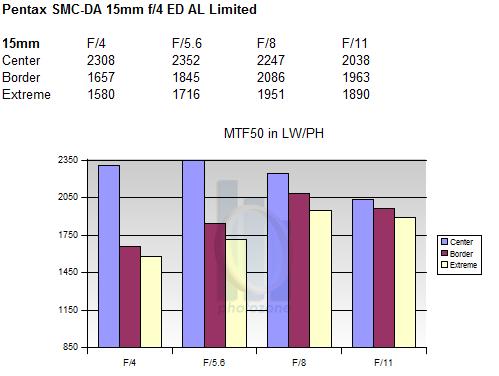 Pentax SMC-DA 15mm f/4 ED AL Limited
15mm F/4 F/5.6 F/8 F/11
Center 2308 2352 2247 2038
Border 1657 1845 2086 1963
Extreme 1580 1716 1951 1890
MTF50 in LW/PH
2350
2050
1750
1450
1150
850
F/4 F/5.6 F/8 F/11
Center
Border
Extreme
photozone